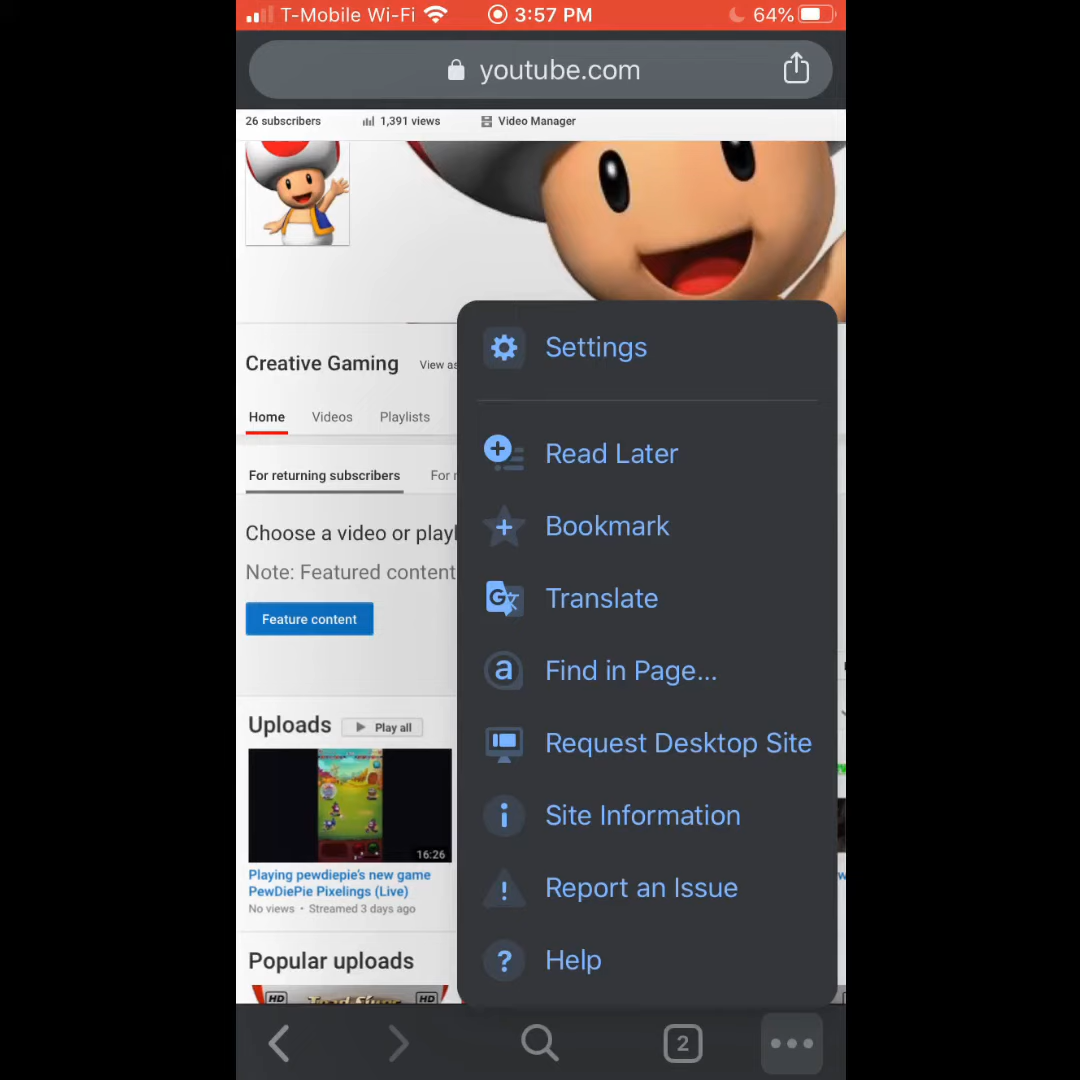 T-Mobile Wi-Fi 3:57 PM 64%
youtube.com
26 subscribers 1,391 views Video Manager
Creative Gaming View as
Home Videos Playlists
For returning subscribers For
Choose a video or playl
Note: Featured content
Feature content
Uploads Play all
16:26
Playing pewdiepie's new game
PewDiePie Pixelings (Live)
No views • Streamed 3 days ago
Popular uploads
HD HD
Settings
Read Later
Bookmark
Translate
Find in Page...
Request Desktop Site
Site Information
Report an Issue
Help
2